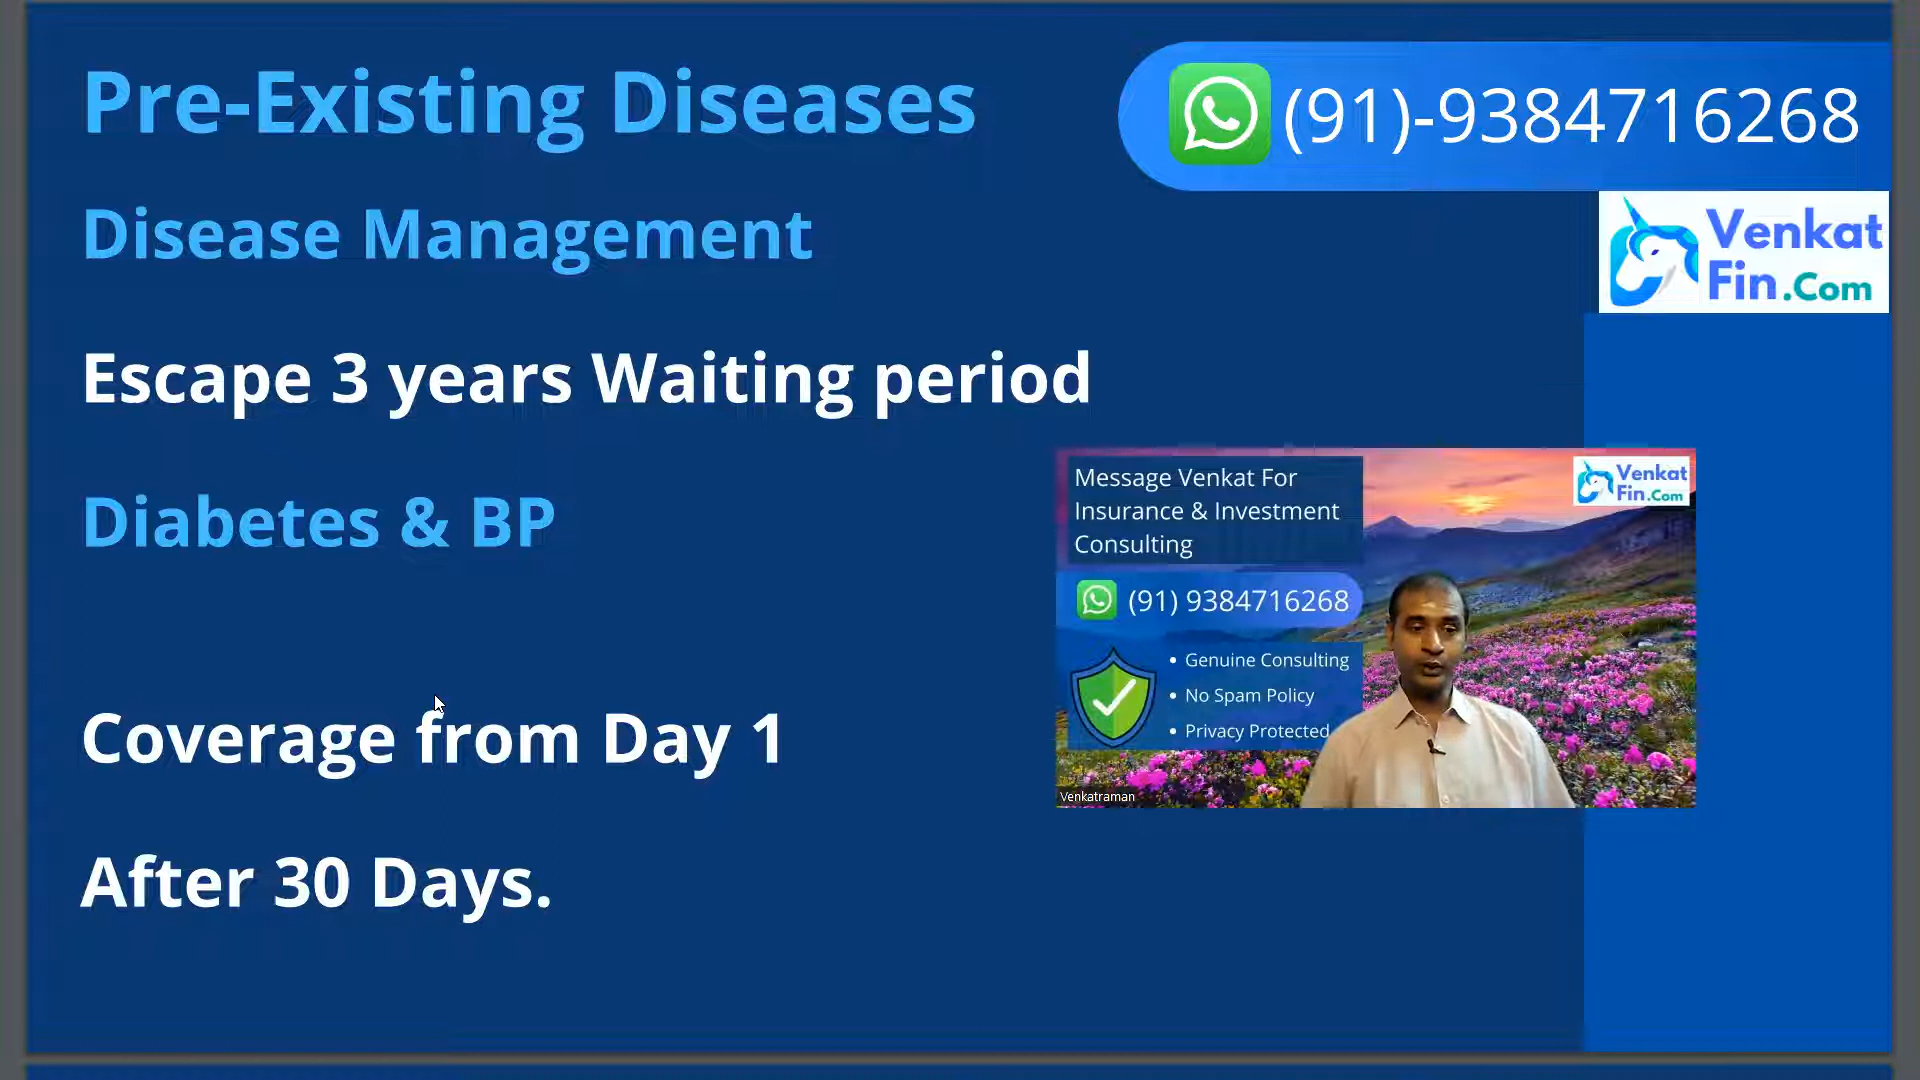 Pre-Existing Diseases
(91)-9384716268
Venkat
Fin.Com
Disease Management
Escape 3 years Waiting period
Diabetes & BP
Coverage from Day 1
After 30 Days.
Message Venkat For
Insurance & Investment
Consulting
Venkat
Fin.Com
(91) 9384716268
• Genuine Consulting
• No Spam Policy
• Privacy Protected
Venkatraman